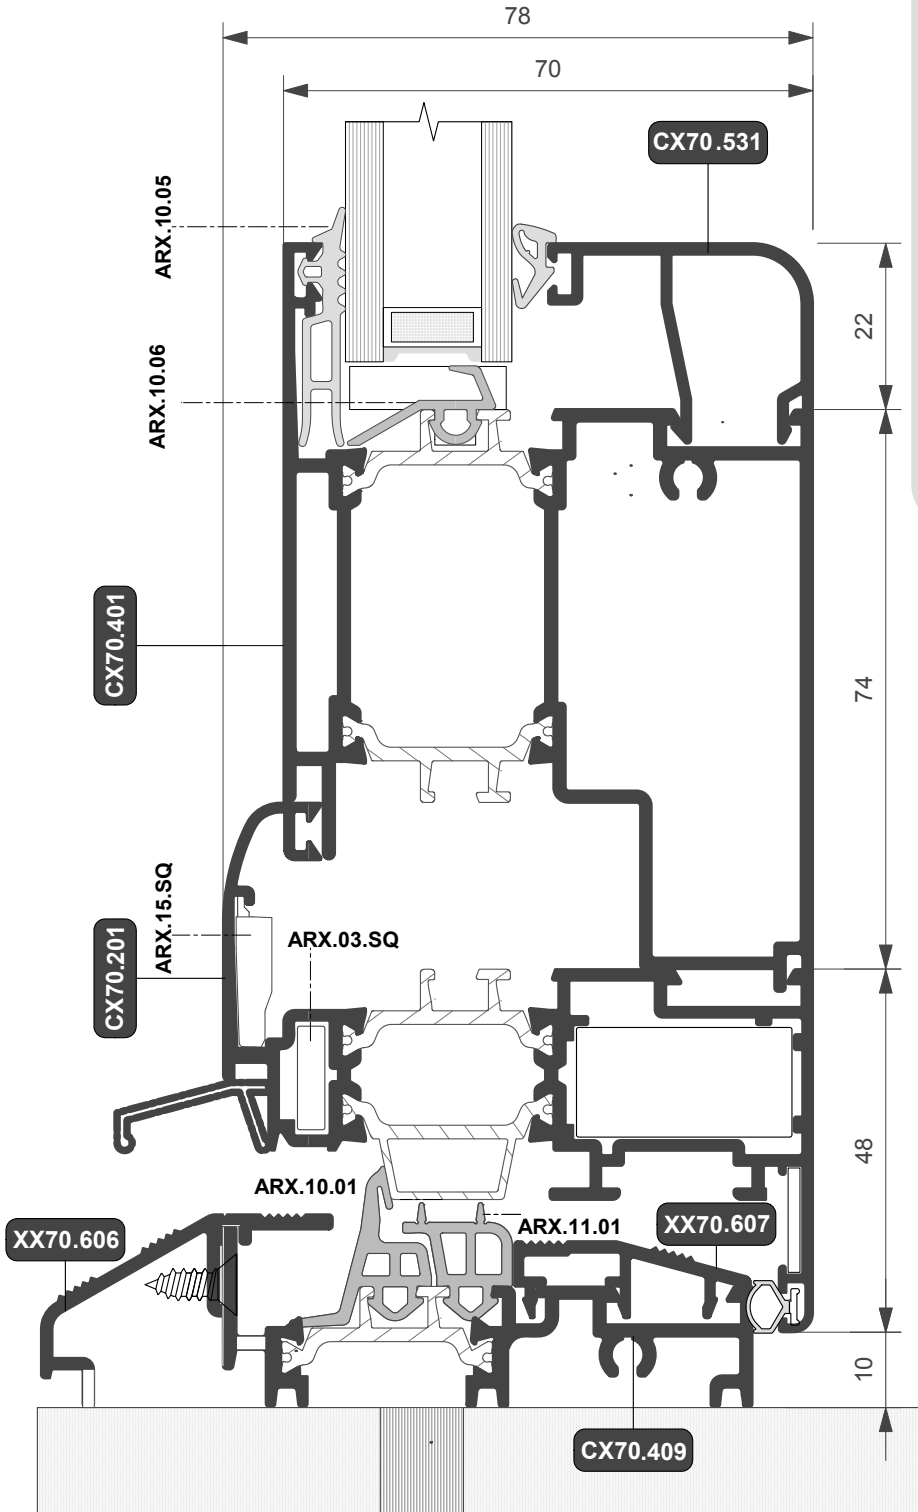 78
70
CX70.531
ARX.10.05
22
ARX.10.06
CX70.401
74
ARX.15.SQ
ARX.03.SQ
CX70.201
48
ARX.10.01
ARX.11.01
XX70.607
XX70.606
10
CX70.409